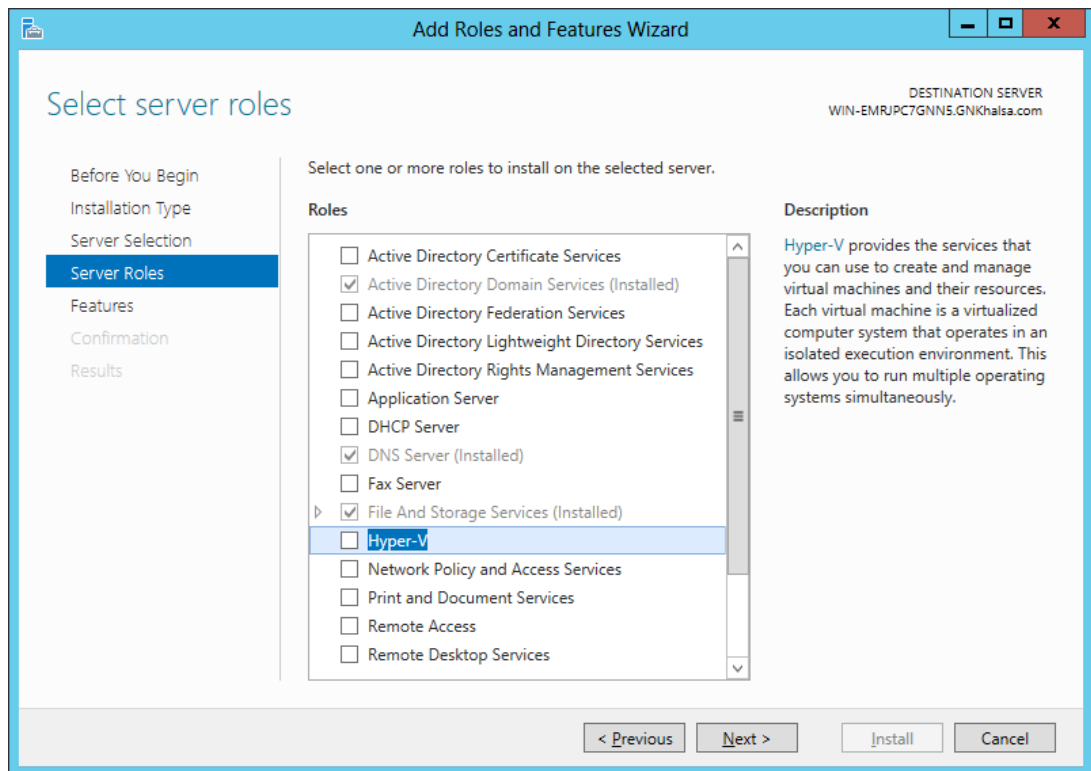 Add Roles and Features Wizard
Select server roles
DESTINATION SERVER
WIN-EMRJPC7GNN5.GNKhalsa.com
Before You Begin
Installation Type
Server Selection
Server Roles
Features
Confirmation
Results
Select one or more roles to install on the selected server.
Roles
Active Directory Certificate Services
Active Directory Domain Services (Installed)
Active Directory Federation Services
Active Directory Lightweight Directory Services
Active Directory Rights Management Services
Application Server
DHCP Server
DNS Server (Installed)
Fax Server
File And Storage Services (Installed)
Hyper-V
Network Policy and Access Services
Print and Document Services
Remote Access
Remote Desktop Services
Description
Hyper-V provides the services that
you can use to create and manage
virtual machines and their resources.
Each virtual machine is a virtualized
computer system that operates in an
isolated execution environment. This
allows you to run multiple operating
systems simultaneously.
< Previous
Next >
Install
Cancel